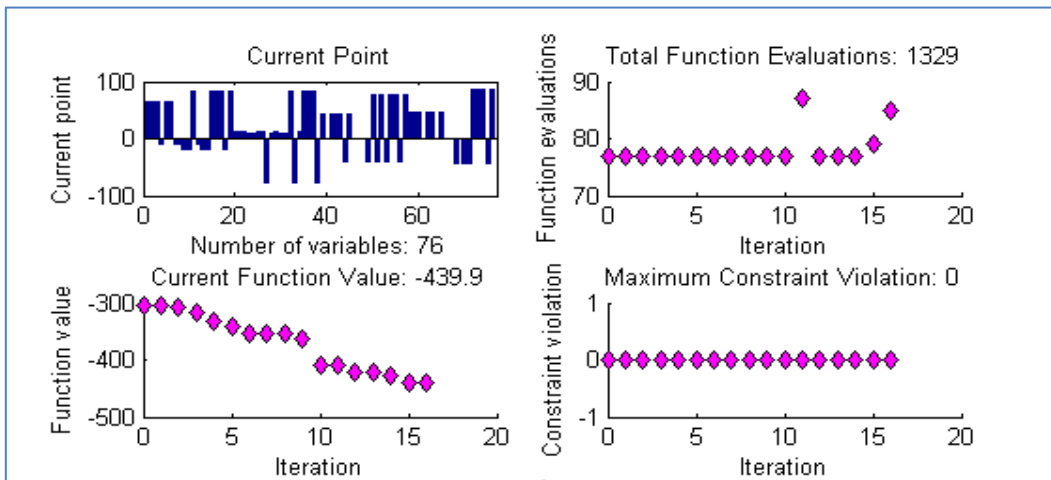 Current Point
Current point
100
0
-100
0
20
40
60
Number of variables: 76
Total Function Evaluations: 1329
Function evaluations
90
80
70
0
5
10
15
20
Iteration
Current Function Value: -439.9
Function value
-300
-400
-500
0
5
10
15
20
Iteration
Maximum Constraint Violation: 0
Constraint violation
1
0
-1
0
5
10
15
20
Iteration